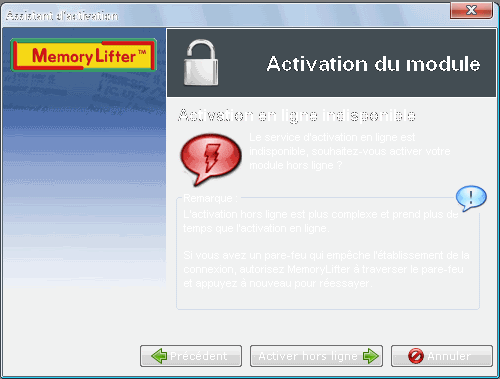 Assistant d'activation
MemoryLifter™
Activation du module
Activation en ligne indisponible
Le service d'activation en ligne est
indisponible, souhaitez-vous activer votre
module hors ligne ?
Remarque
L'activation hors ligne est plus complexe et prend plus de
temps que l'activation en ligne.
Si vous avez un pare-feu qui empêche l'établissement de la
connexion, autorisez MemoryLifter à traverser le pare-feu
et appuyez à nouveau pour réessayer.
Précédent
Activer hors ligne
Annuler